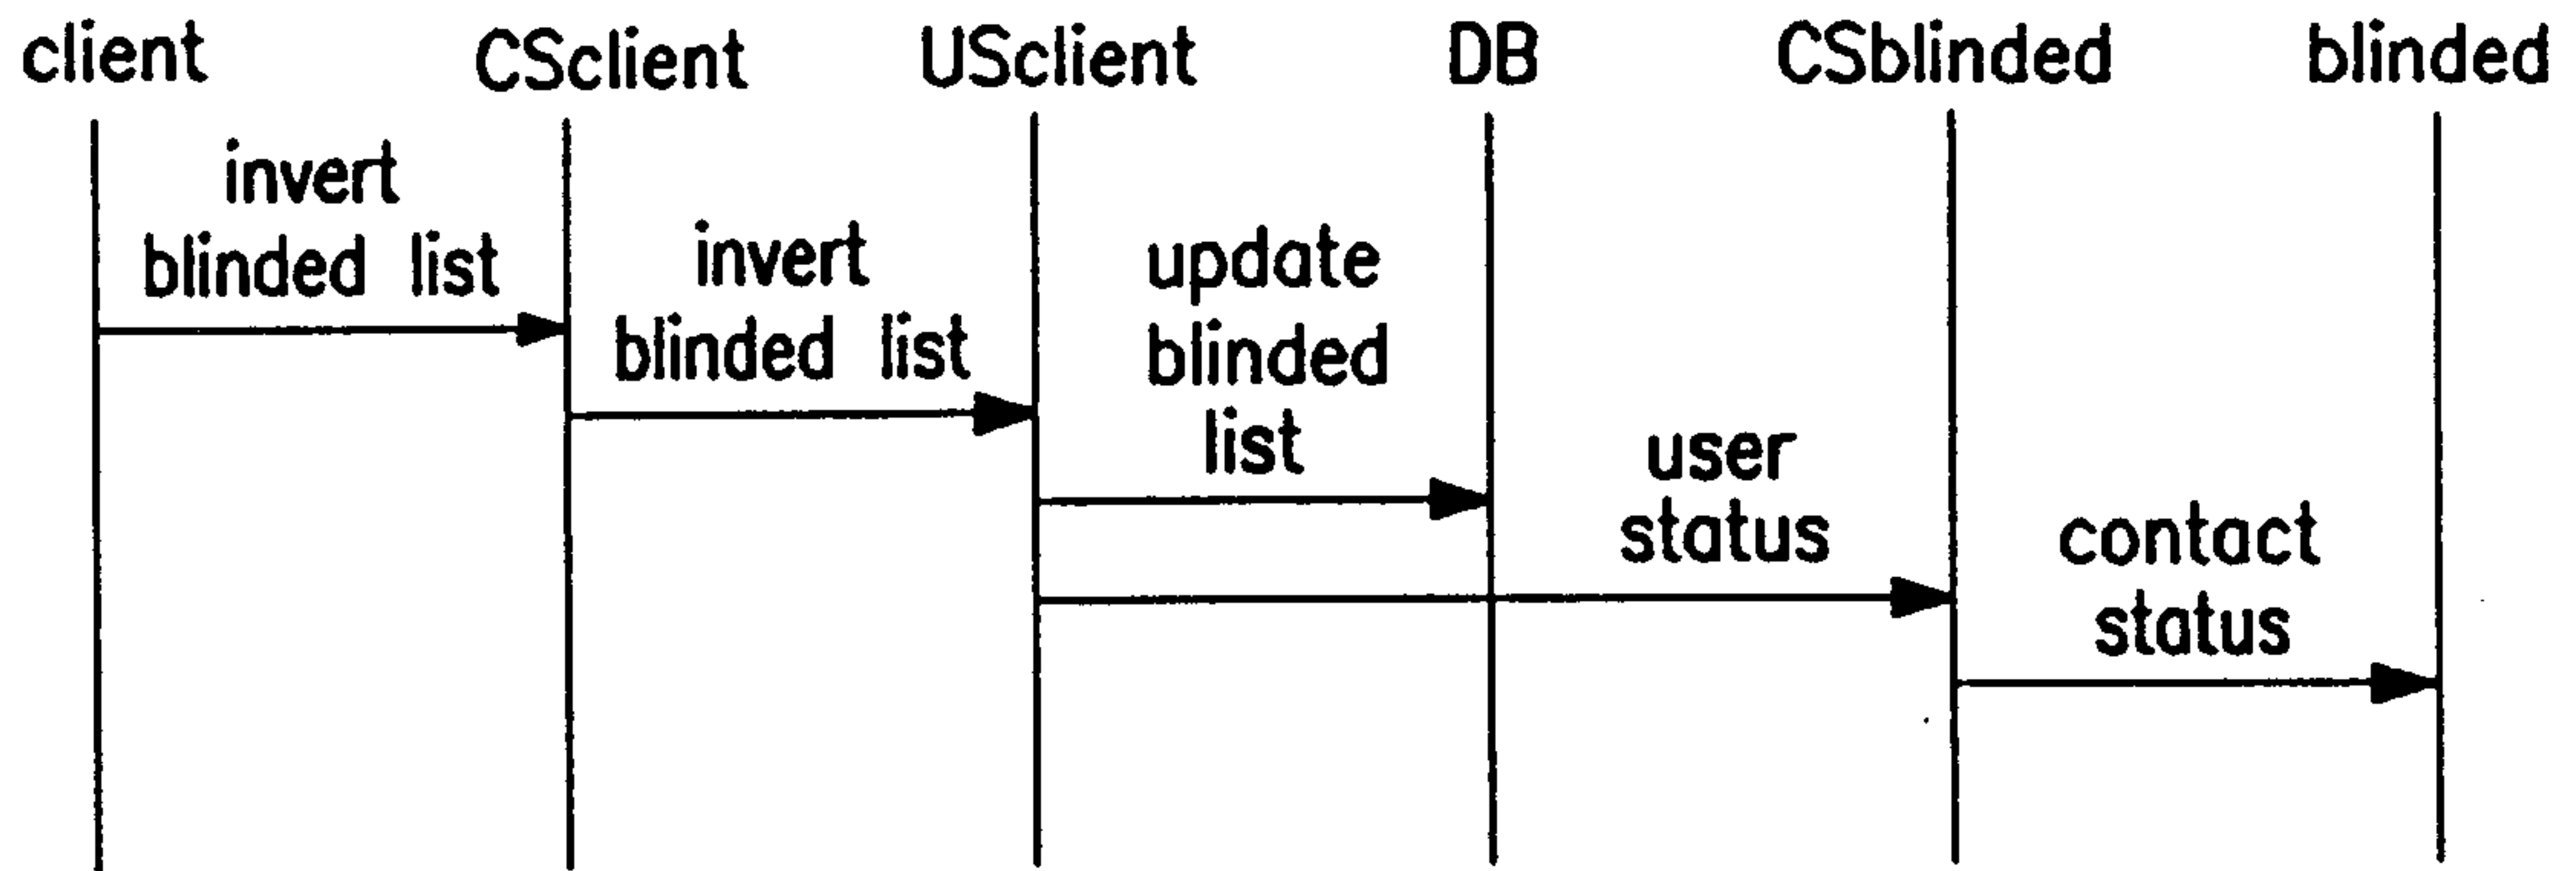 client
CSclient
USclient
DB
CSblinded
blinded
invert
blinded list
invert
blinded list
update
blinded
list
user
status
contact
status